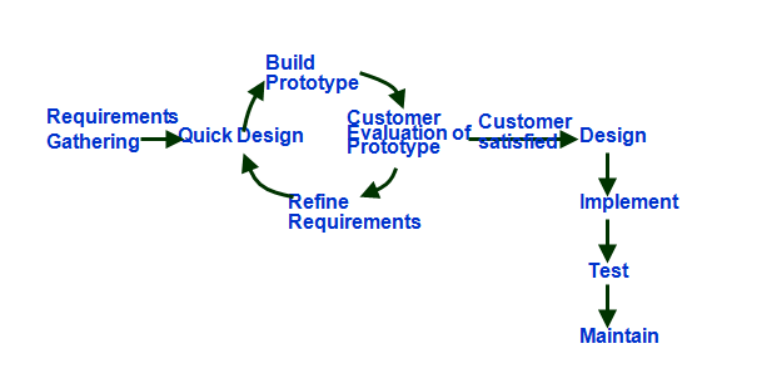 Build
Prototype
Requirements
Gathering
Quick Design
Customer
Evaluation of
Prototype
Customer
satisfied
Design
Refine
Requirements
Implement
Test
Maintain